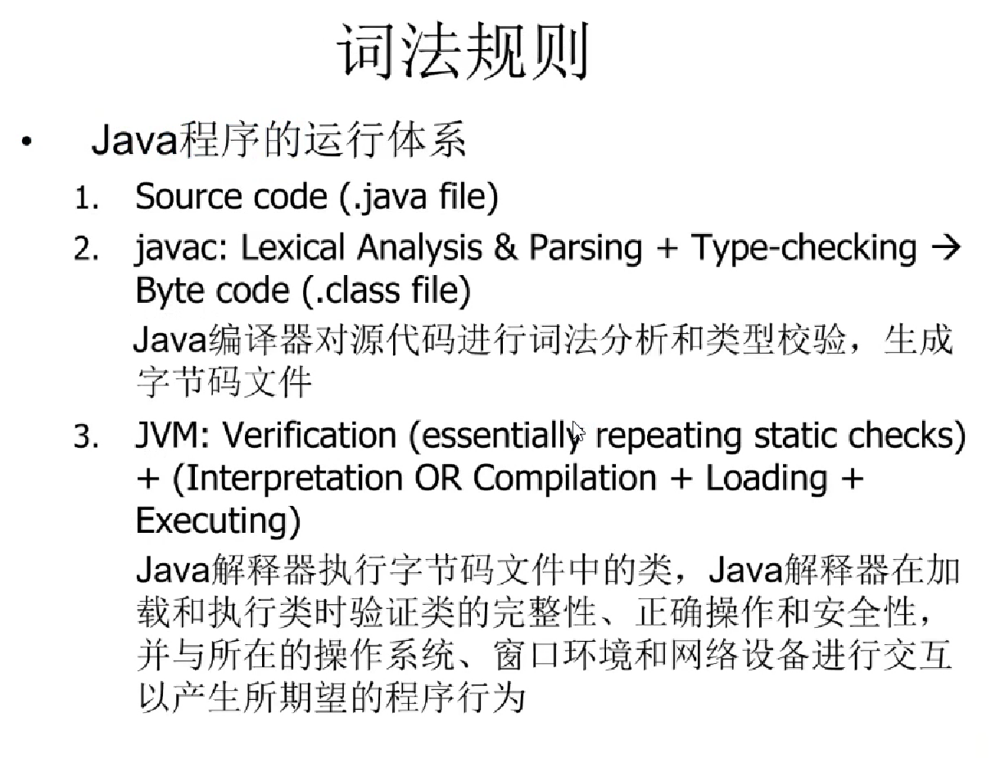 词法规则
• Java程序的运行体系
1. Source code (.java file)
2. javac: Lexical Analysis & Parsing + Type-checking →
Byte code (.class file)
Java编译器对源代码进行词法分析和类型校验，生成
字节码文件
3. JVM: Verification (essentially repeating static checks)
+ (Interpretation OR Compilation + Loading +
Executing)
Java解释器执行字节码文件中的类，Java解释器在加
载和执行类时验证类的完整性、正确操作和安全性，
并与所在的操作系统、窗口环境和网络设备进行交互
以产生所期望的程序行为